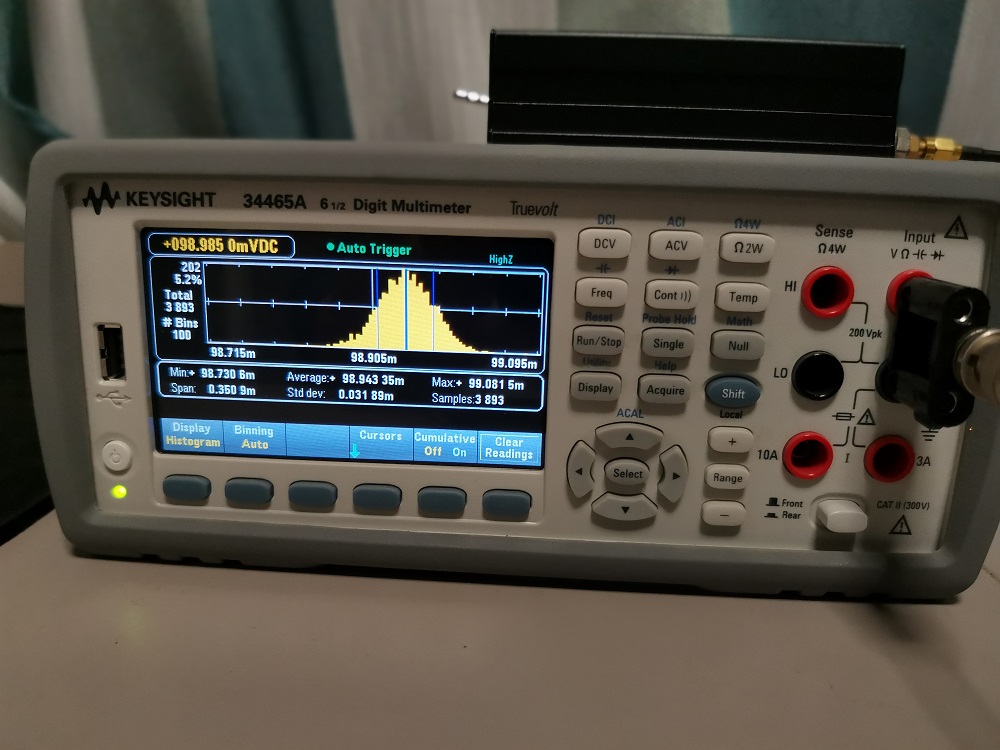 KEYSIGHT 34465A 6 1/2 Digit Multimeter Truevolt
+098.985 0mVDC
Auto Trigger
HighZ
202
5.2%
Total
3 893
# Bins
100
98.715m 98.905m 99.095m
Min:+ 98.730 6m Average:+ 98.943 35m Max:+ 99.081 5m
Span: 0.350 9m Std dev: 0.031 89m Samples:3 893
Display
Histogram
Binning
Auto
Cursors
Cumulative
Off On
Clear
Readings
DCI ACI Ω4W
DCV ACV Ω2W
Freq Cont Temp
Reset Probe Hold Math
Run/Stop Single Null
Utility Help
Display Acquire Shift
Local
ACAL
Select
+
Range
−
Sense
Ω4W
Input
V Ω
HI
200 Vpk
LO
10A
I
3A
Front
Rear
CAT II (300V)